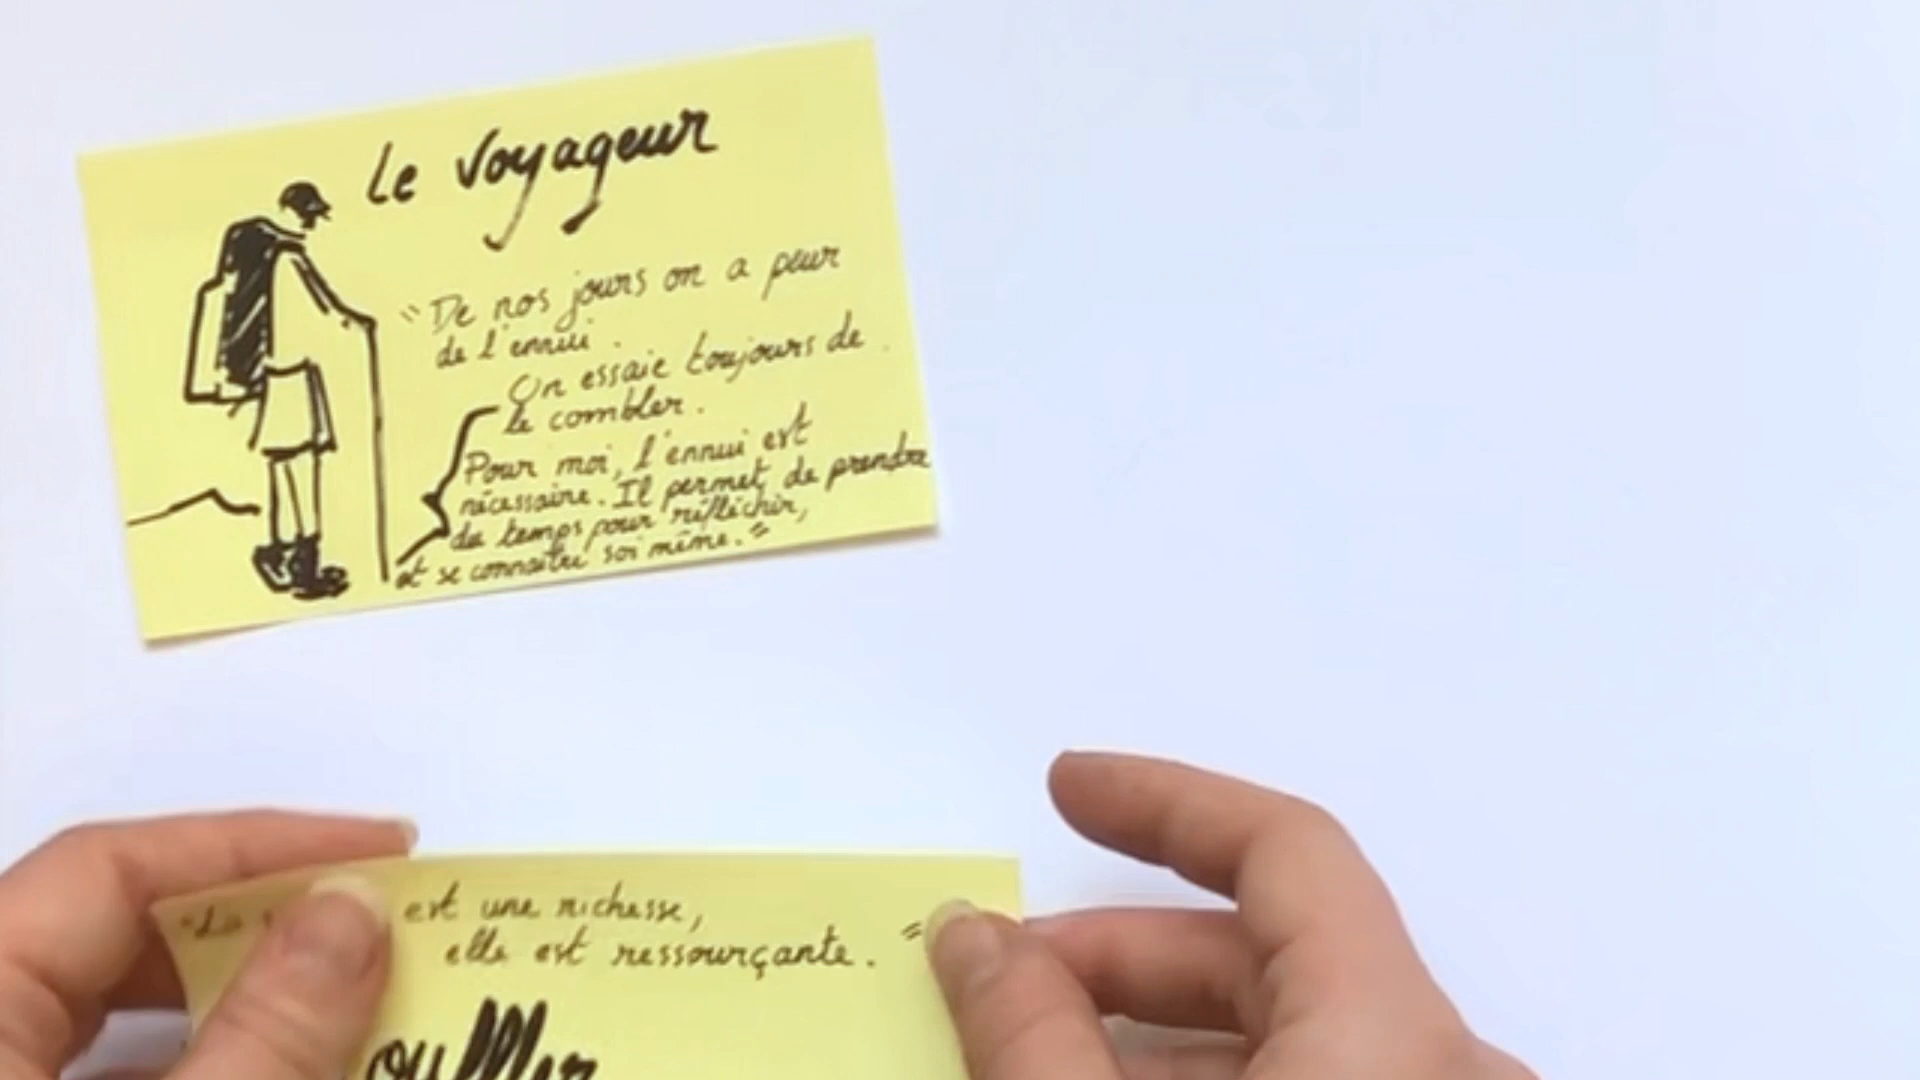 Le Voyageur
"De nos jours on a peur
de l'ennui.
On essaie toujours de
le combler.
Pour moi, l'ennui est
nécessaire. Il permet de prendre
du temps pour réfléchir,
et se connaître soi même."
"La est une richesse,
elle est ressourçante."